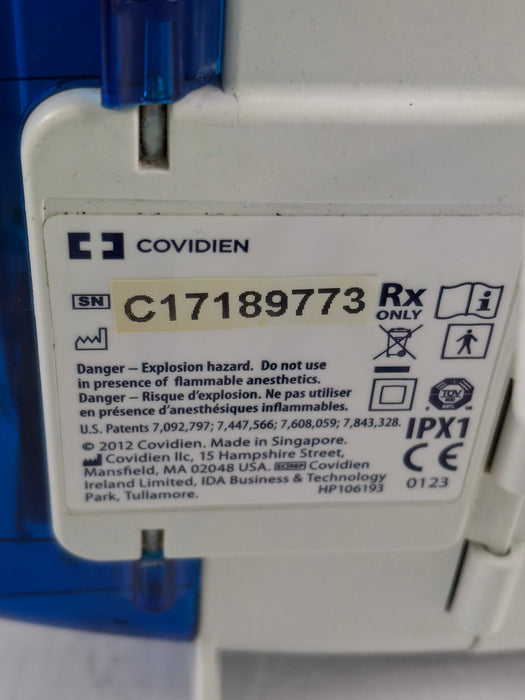 COVIDIEN
SN C17189773
Rx
ONLY
Danger – Explosion hazard. Do not use
in presence of flammable anesthetics.
Danger – Risque d'explosion. Ne pas utiliser
en présence d'anesthésiques inflammables.
U.S. Patents 7,092,797; 7,447,566; 7,608,059; 7,843,328.
TÜV
IPX1
© 2012 Covidien. Made in Singapore.
Covidien llc, 15 Hampshire Street,
Mansfield, MA 02048 USA. EC REP Covidien
Ireland Limited, IDA Business & Technology
Park, Tullamore.
HP106193
CE
0123